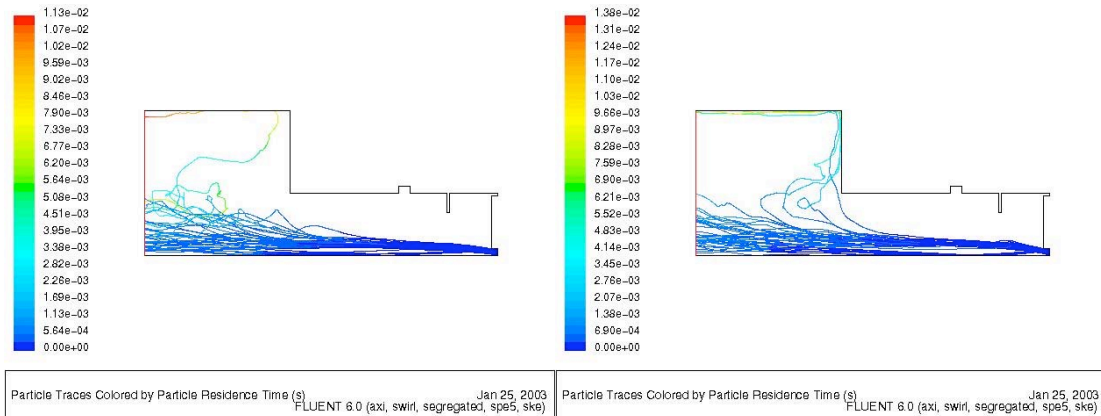 1.13e-02
1.07e-02
1.02e-02
9.59e-03
9.02e-03
8.46e-03
7.90e-03
7.33e-03
6.77e-03
6.20e-03
5.64e-03
5.08e-03
4.51e-03
3.95e-03
3.38e-03
2.82e-03
2.26e-03
1.69e-03
1.13e-03
5.64e-04
0.00e+00
Particle Traces Colored by Particle Residence Time (s)
Jan 25, 2003
FLUENT 6.0 (axi, swirl, segregated, spe5, ske)
1.38e-02
1.31e-02
1.24e-02
1.17e-02
1.10e-02
1.03e-02
9.66e-03
8.97e-03
8.28e-03
7.59e-03
6.90e-03
6.21e-03
5.52e-03
4.83e-03
4.14e-03
3.45e-03
2.76e-03
2.07e-03
1.38e-03
6.90e-04
0.00e+00
Particle Traces Colored by Particle Residence Time (s)
Jan 25, 2003
FLUENT 6.0 (axi, swirl, segregated, spe5, ske)